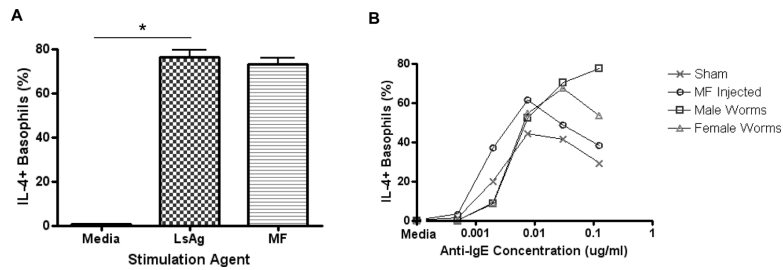 A
*
IL-4+ Basophils (%)
80
60
40
20
0
Media LsAg MF
Stimulation Agent
B
IL-4+ Basophils (%)
80
60
40
20
0
Media 0.001 0.01 0.1 1
Anti-IgE Concentration (ug/ml)
Sham
MF Injected
Male Worms
Female Worms